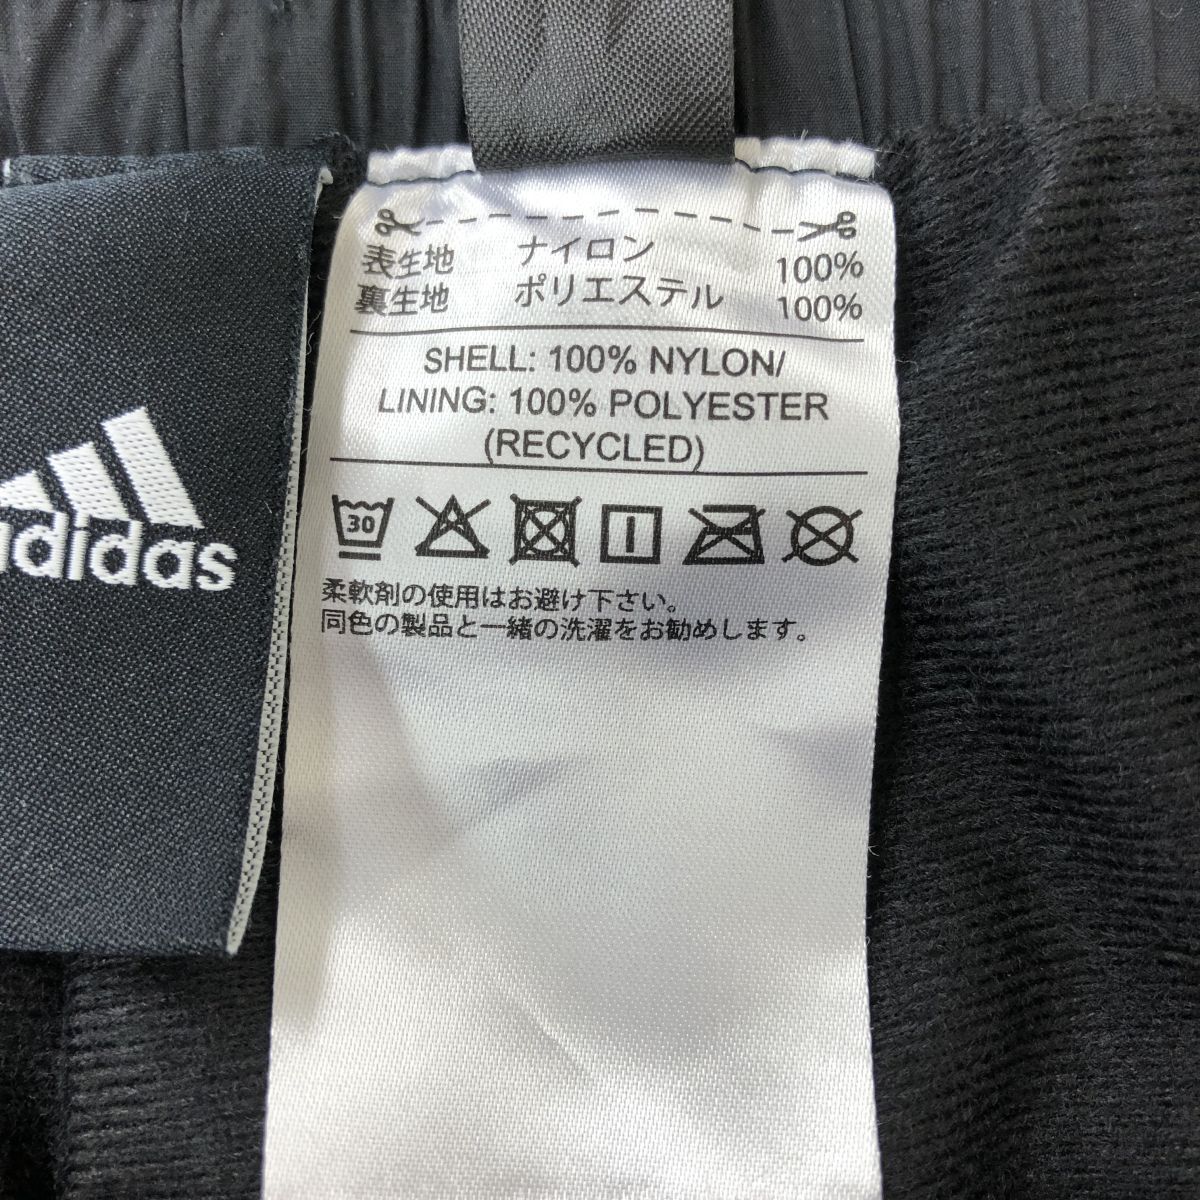 adidas
表生地 ナイロン 100%
裏生地 ポリエステル 100%
SHELL: 100% NYLON/
LINING: 100% POLYESTER
(RECYCLED)
30
柔軟剤の使用はお避け下さい。
同色の製品と一緒の洗濯をお勧めします。